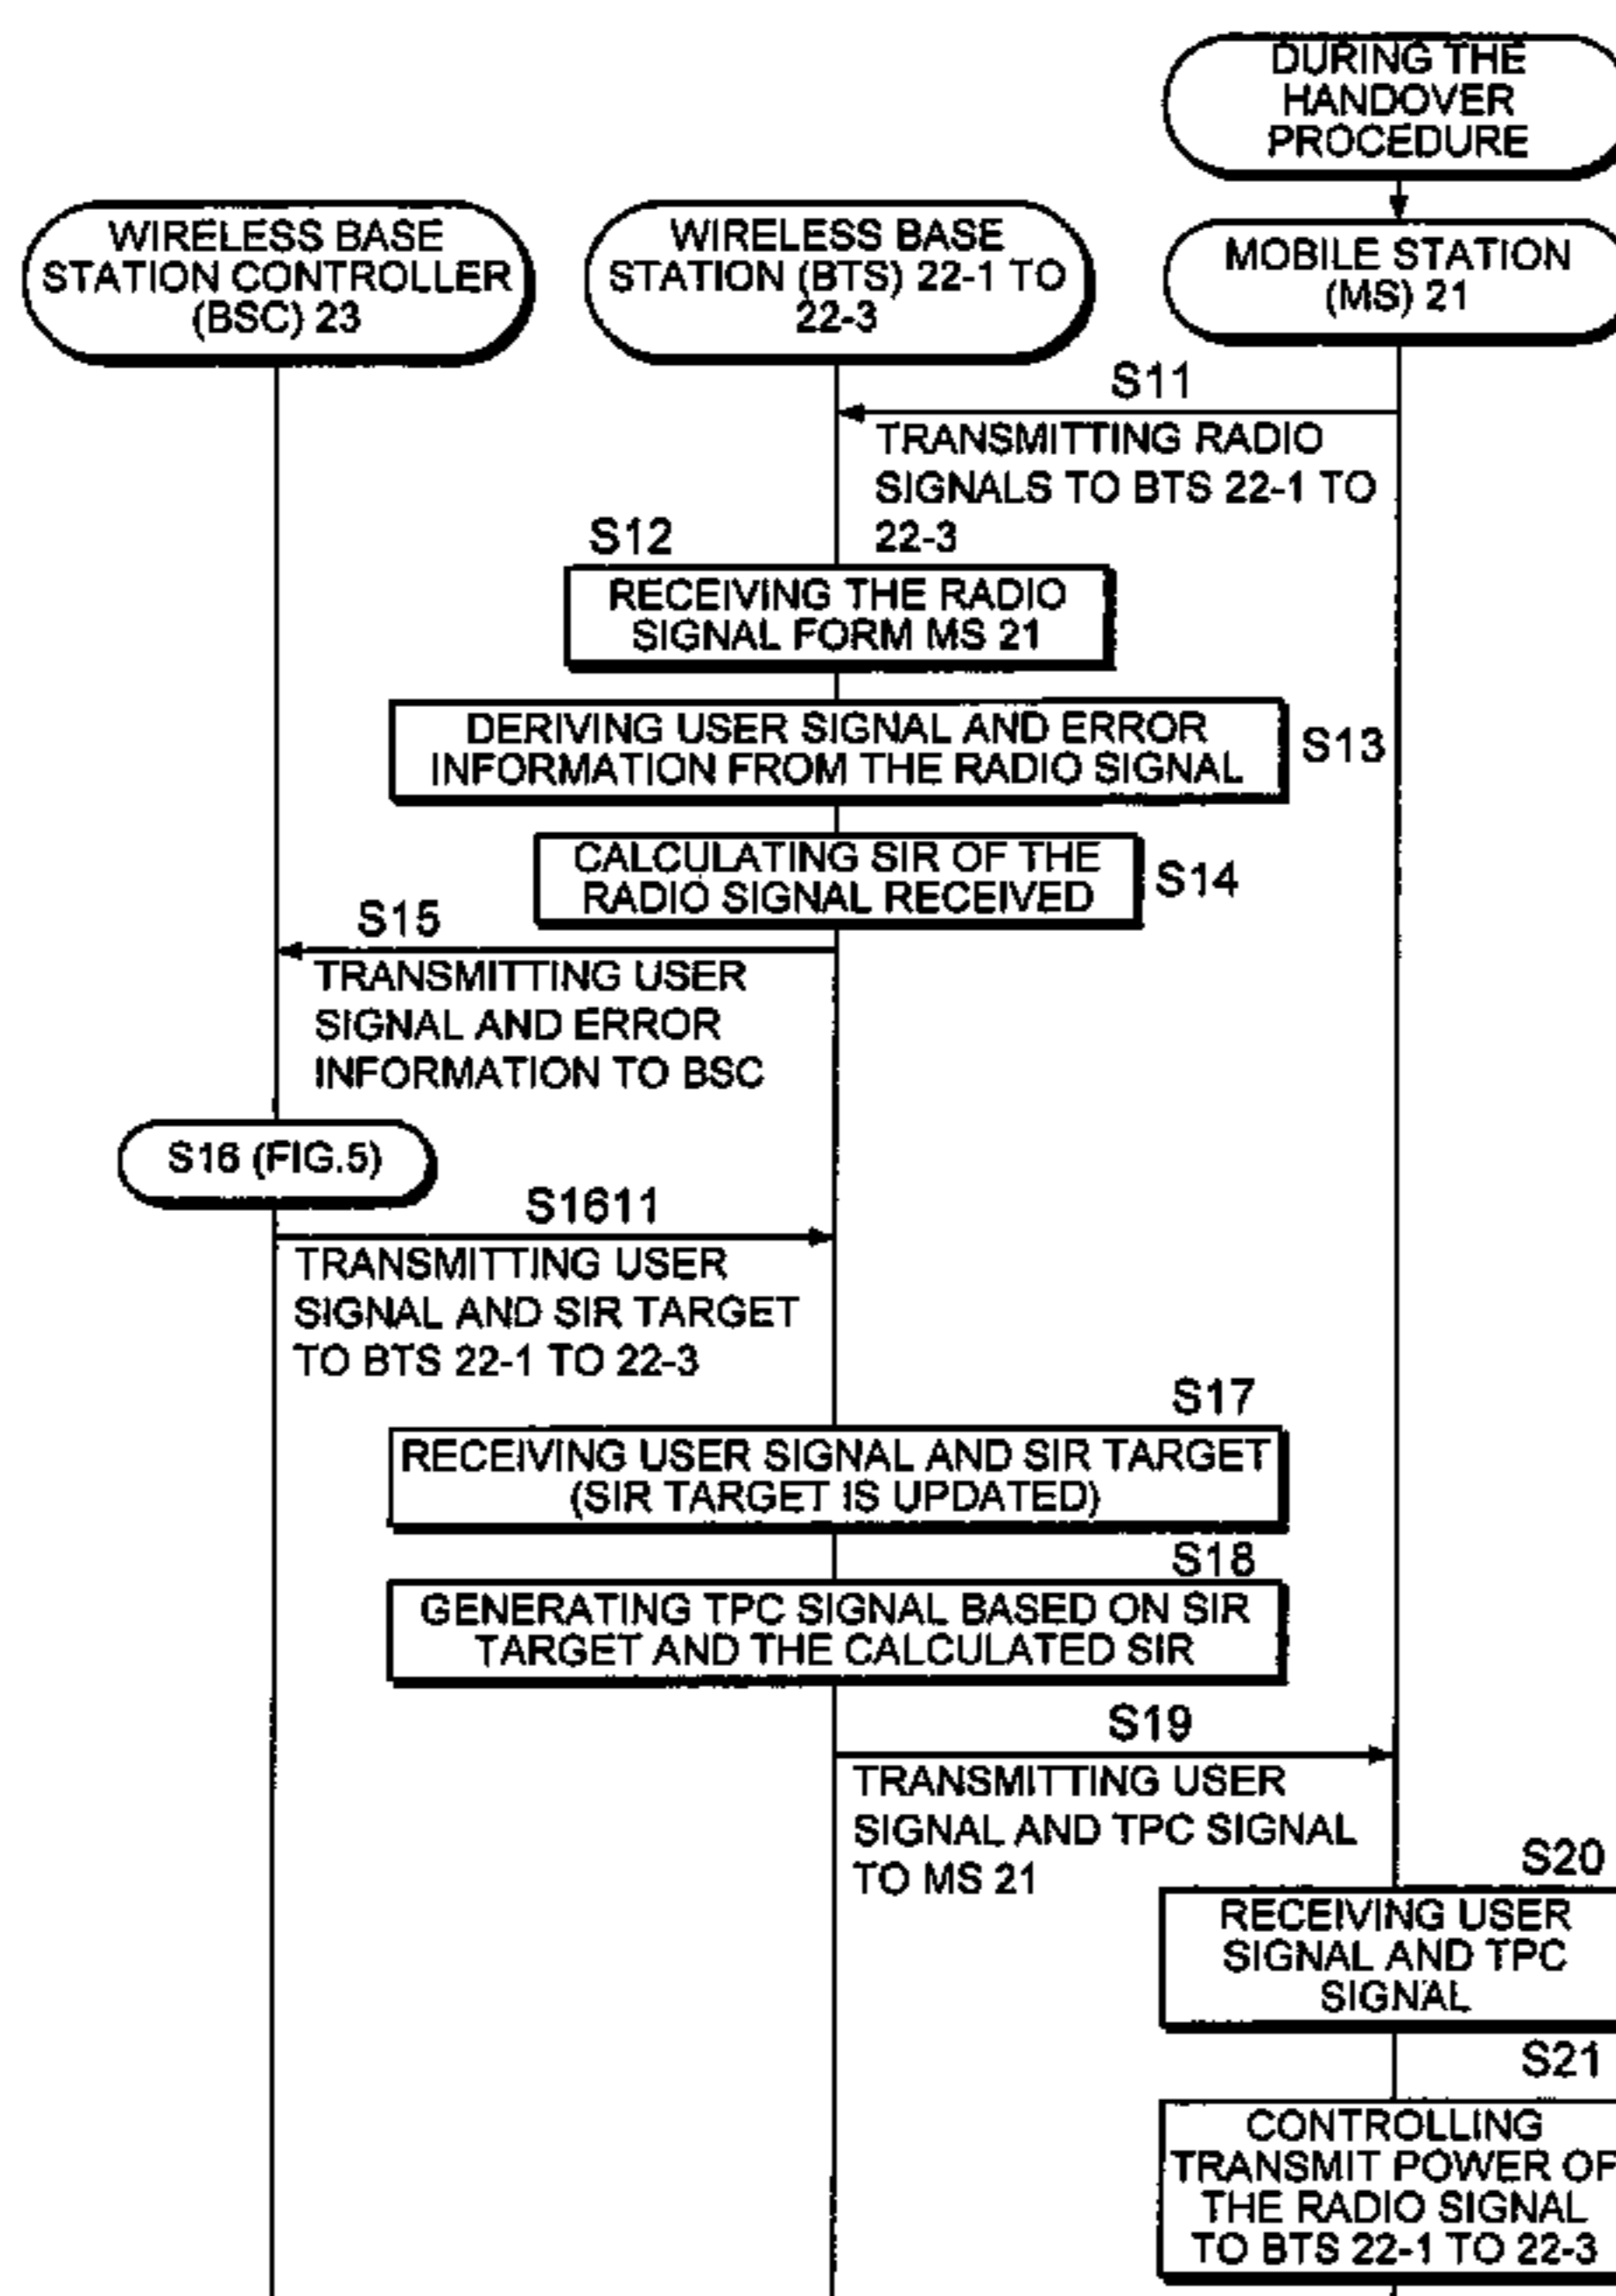 DURING THE
HANDOVER
PROCEDURE
WIRELESS BASE
STATION CONTROLLER
(BSC) 23
WIRELESS BASE
STATION (BTS) 22-1 TO
22-3
MOBILE STATION
(MS) 21
S11
TRANSMITTING RADIO
SIGNALS TO BTS 22-1 TO
22-3
S12
RECEIVING THE RADIO
SIGNAL FORM MS 21
DERIVING USER SIGNAL AND ERROR
INFORMATION FROM THE RADIO SIGNAL
S13
CALCULATING SIR OF THE
RADIO SIGNAL RECEIVED
S14
S15
TRANSMITTING USER
SIGNAL AND ERROR
INFORMATION TO BSC
S16 (FIG.5)
S1611
TRANSMITTING USER
SIGNAL AND SIR TARGET
TO BTS 22-1 TO 22-3
S17
RECEIVING USER SIGNAL AND SIR TARGET
(SIR TARGET IS UPDATED)
S18
GENERATING TPC SIGNAL BASED ON SIR
TARGET AND THE CALCULATED SIR
S19
TRANSMITTING USER
SIGNAL AND TPC SIGNAL
TO MS 21
S20
RECEIVING USER
SIGNAL AND TPC
SIGNAL
S21
CONTROLLING
TRANSMIT POWER OF
THE RADIO SIGNAL
TO BTS 22-1 TO 22-3